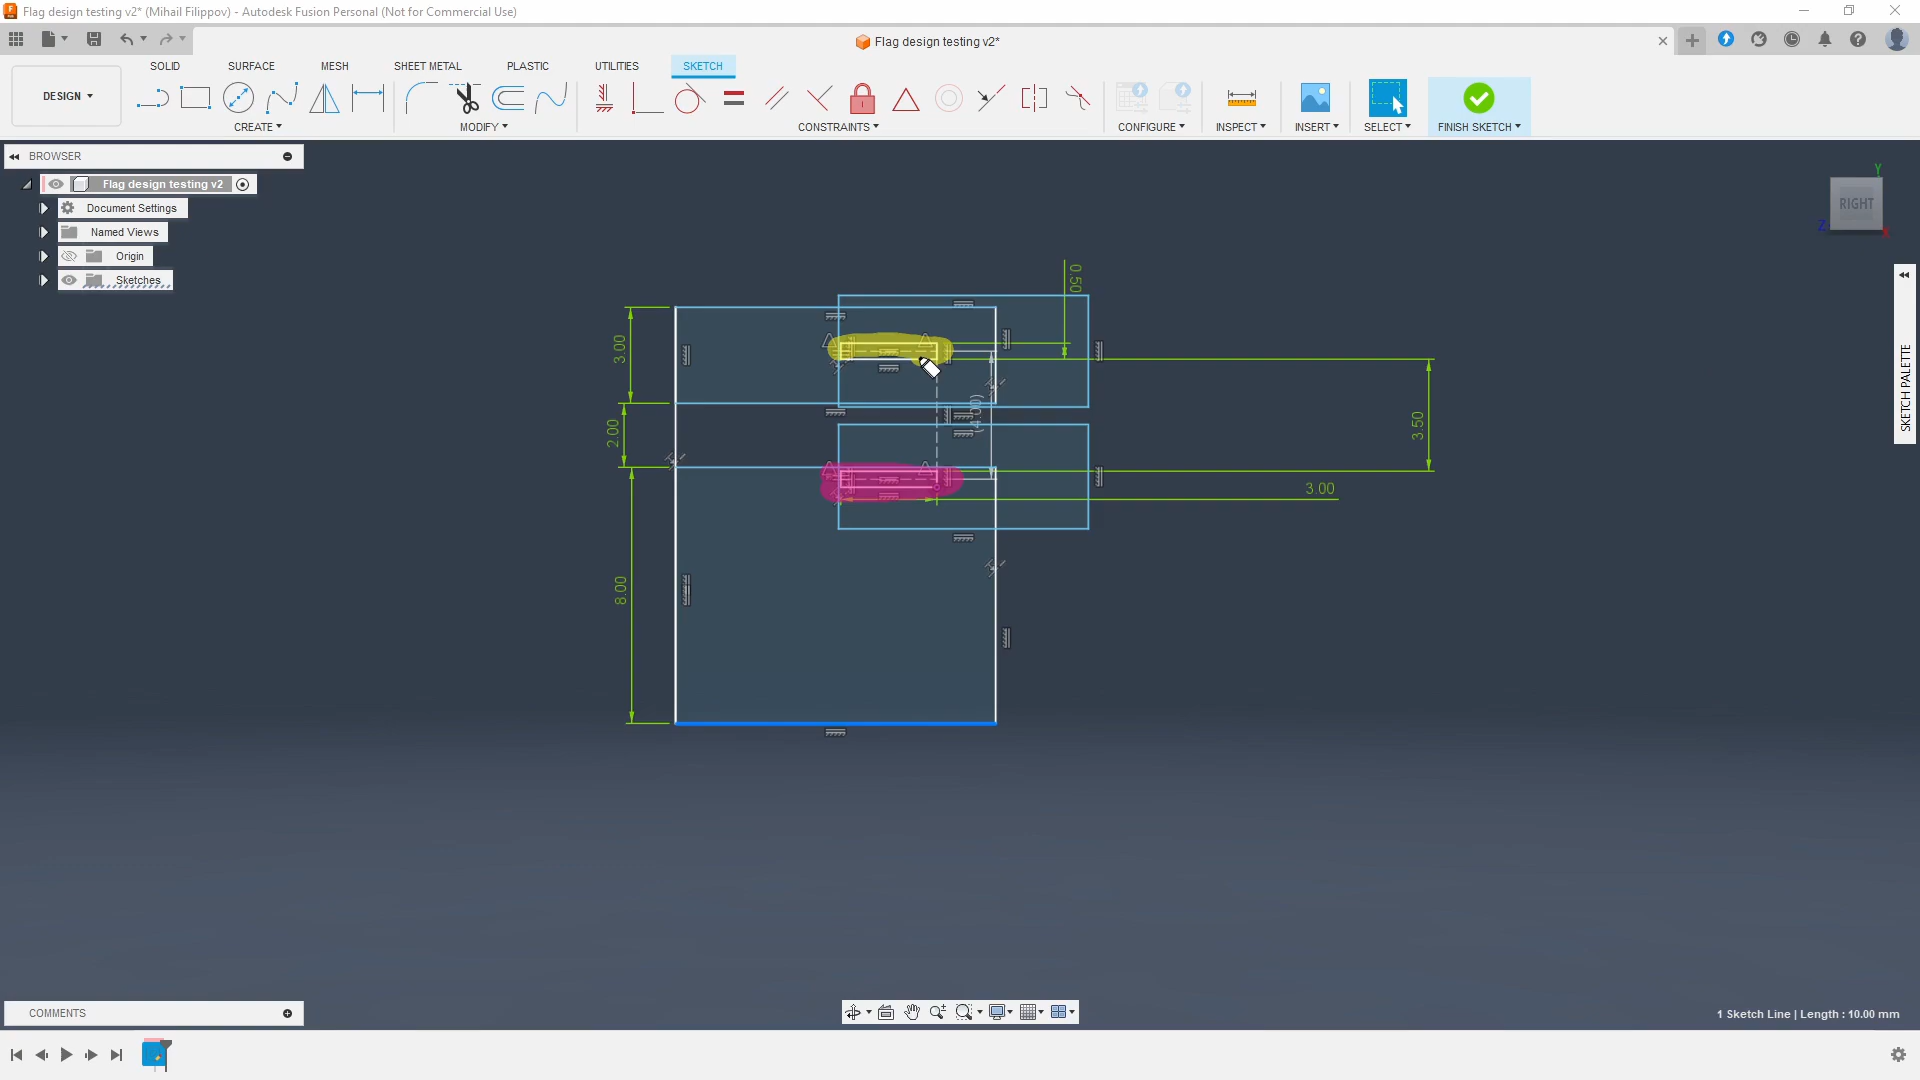 Flag design testing v2* (Mihail Filippov) - Autodesk Fusion Personal (Not for Commercial Use)
Flag design testing v2*
SOLID SURFACE MESH SHEET METAL PLASTIC UTILITIES SKETCH
DESIGN
CREATE MODIFY CONSTRAINTS CONFIGURE INSPECT INSERT SELECT FINISH SKETCH
BROWSER
Flag design testing v2
Document Settings
Named Views
Origin
Sketches
Y
RIGHT
Z
X
0.50
3.00
(4.00)
2.00
3.50
3.00
8.00
SKETCH PALETTE
COMMENTS
1 Sketch Line | Length : 10.00 mm